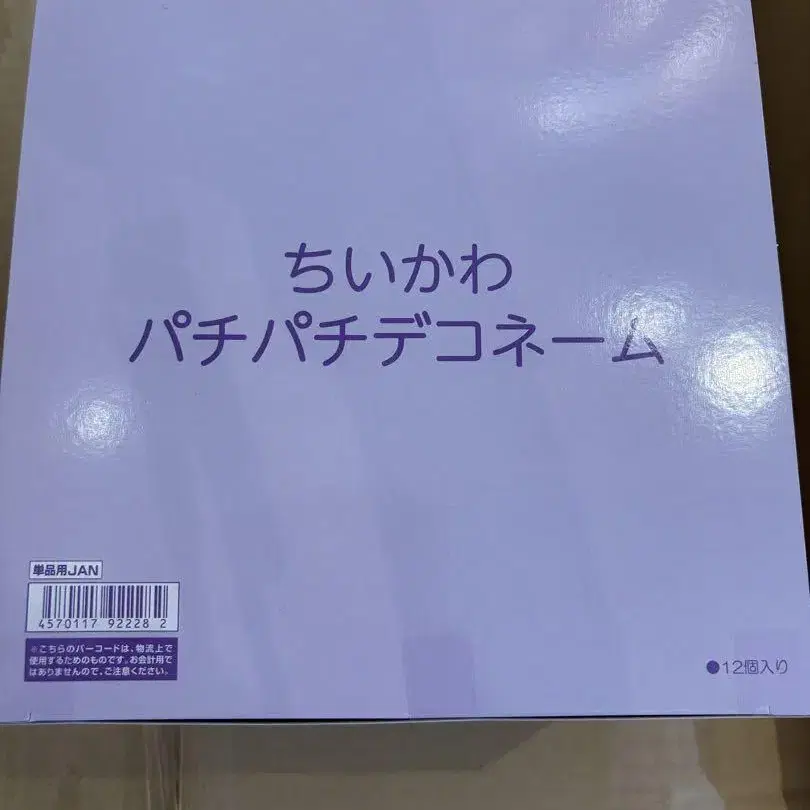 ちいかわ
パチパチデコネーム
単品用JAN
4570117 92228 2
※こちらのバーコードは、物流上で
使用するためのものです。お会計用で
はありませんので、ご注意ください。
●12個入り